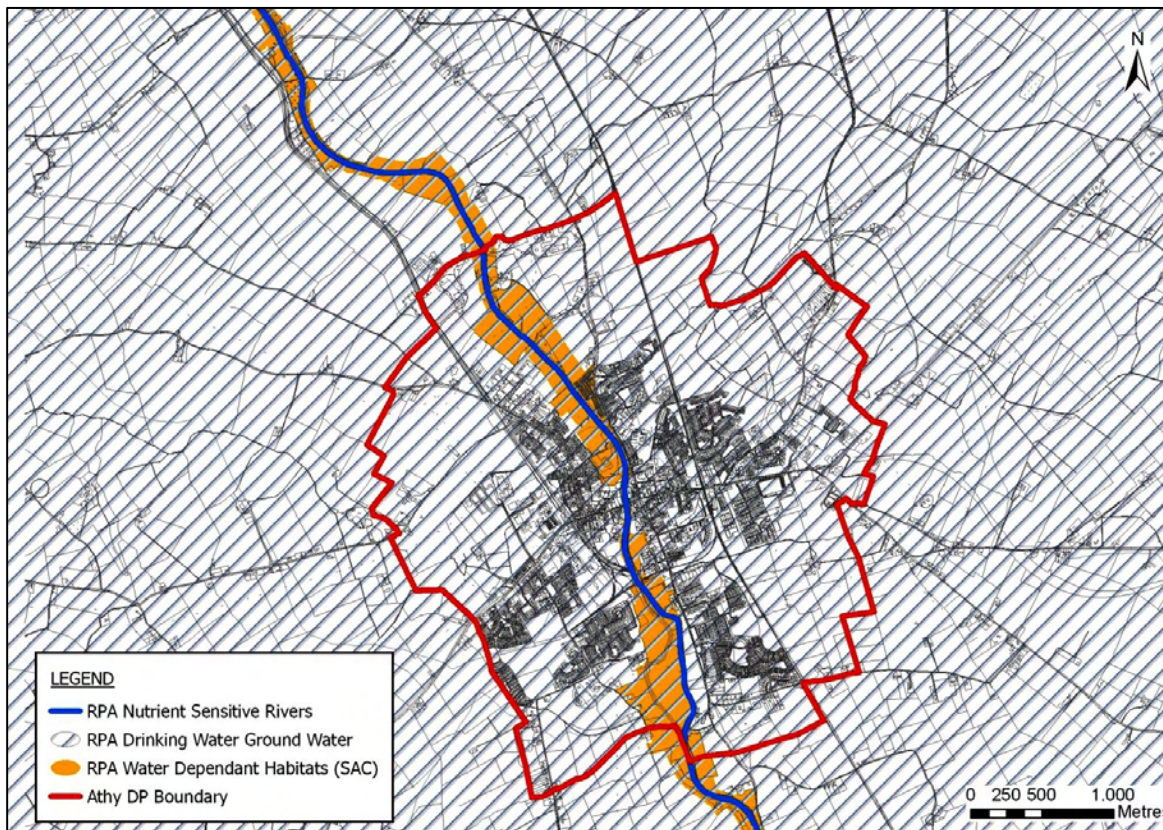 N
LEGEND
RPA Nutrient Sensitive Rivers
RPA Drinking Water Ground Water
RPA Water Dependant Habitats (SAC)
Athy DP Boundary
0 250 500 1.000
Metre